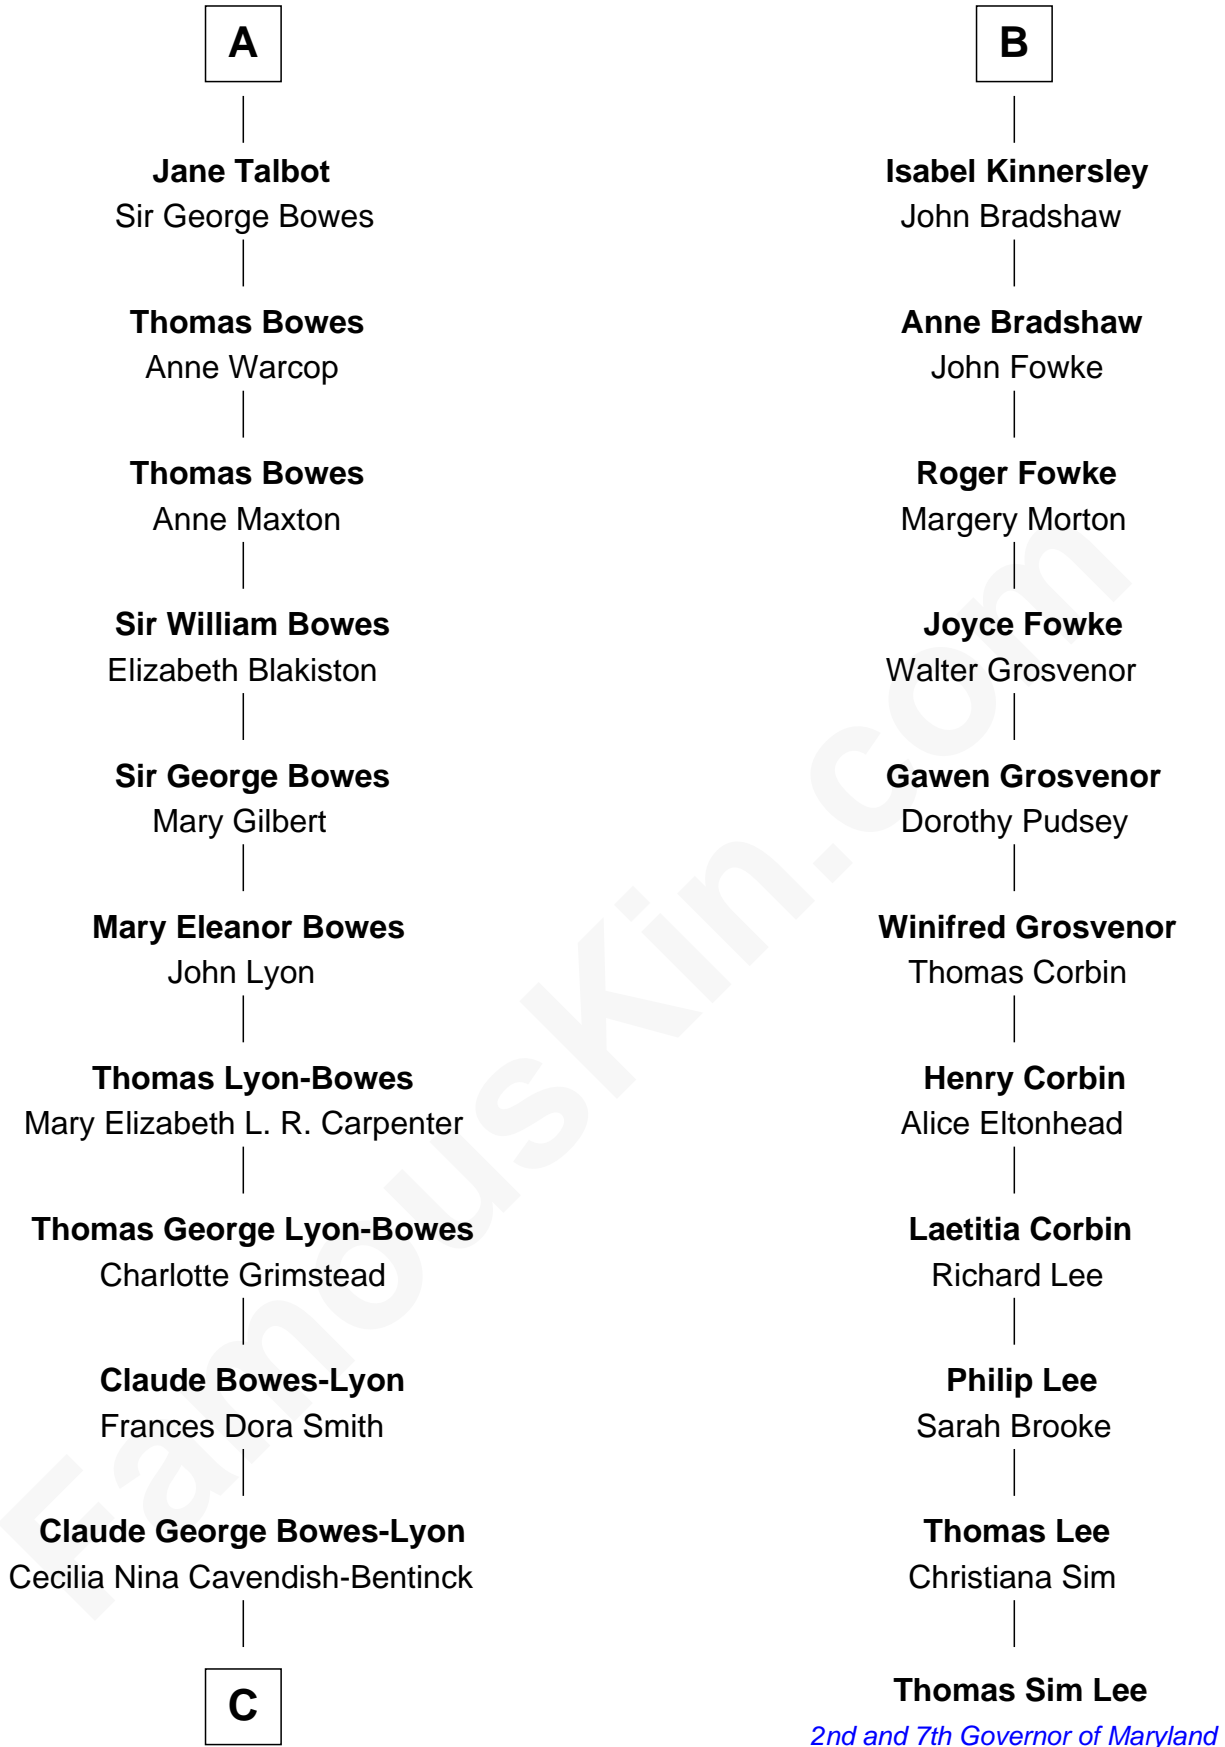 A
Jane Talbot
Sir George Bowes
Thomas Bowes
Anne Warcop
Thomas Bowes
Anne Maxton
Sir William Bowes
Elizabeth Blakiston
Sir George Bowes
Mary Gilbert
Mary Eleanor Bowes
John Lyon
Thomas Lyon-Bowes
Mary Elizabeth L. R. Carpenter
Thomas George Lyon-Bowes
Charlotte Grimstead
Claude Bowes-Lyon
Frances Dora Smith
Claude George Bowes-Lyon
Cecilia Nina Cavendish-Bentinck
C
B
Isabel Kinnersley
John Bradshaw
Anne Bradshaw
John Fowke
Roger Fowke
Margery Morton
Joyce Fowke
Walter Grosvenor
Gawen Grosvenor
Dorothy Pudsey
Winifred Grosvenor
Thomas Corbin
Henry Corbin
Alice Eltonhead
Laetitia Corbin
Richard Lee
Philip Lee
Sarah Brooke
Thomas Lee
Christiana Sim
Thomas Sim Lee
2nd and 7th Governor of Maryland
FamousKin.com